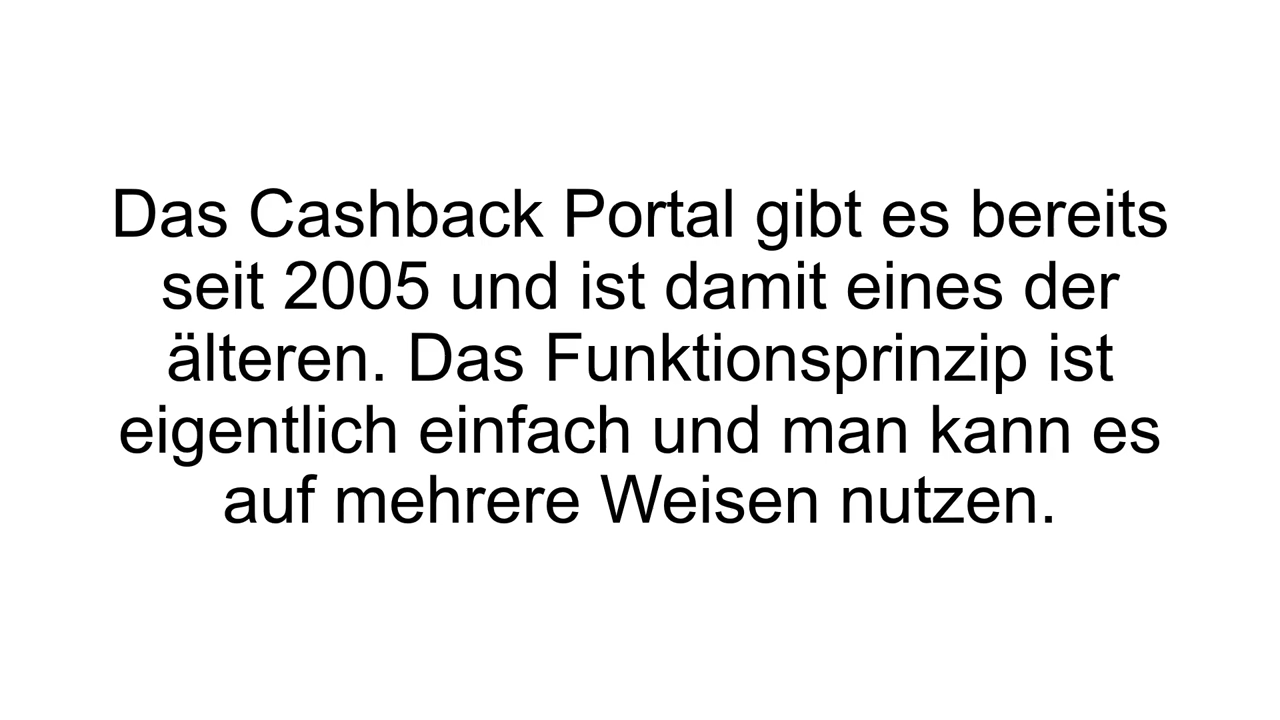 Das Cashback Portal gibt es bereits
seit 2005 und ist damit eines der
älteren. Das Funktionsprinzip ist
eigentlich einfach und man kann es
auf mehrere Weisen nutzen.